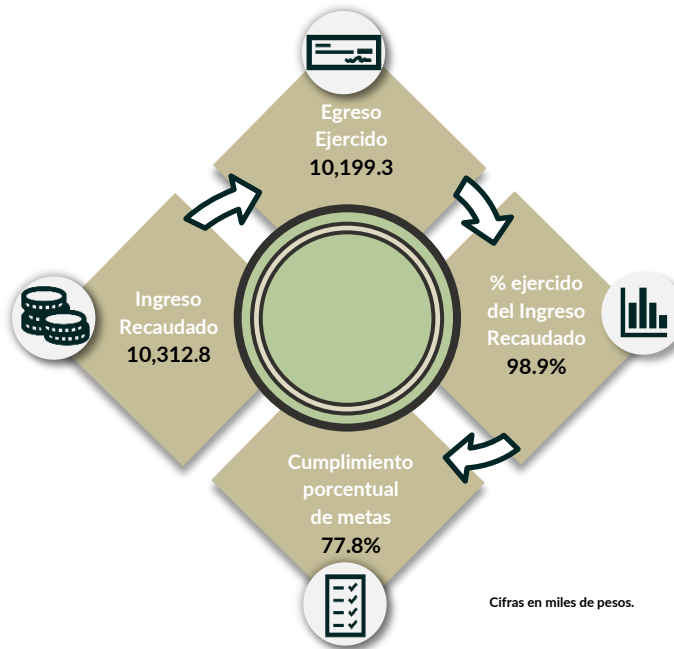 Egreso
Ejercido
10,199.3
Ingreso
Recaudado
10,312.8
% ejercido
del Ingreso
Recaudado
98.9%
Cumplimiento
porcentual
de metas
77.8%
Cifras en miles de pesos.